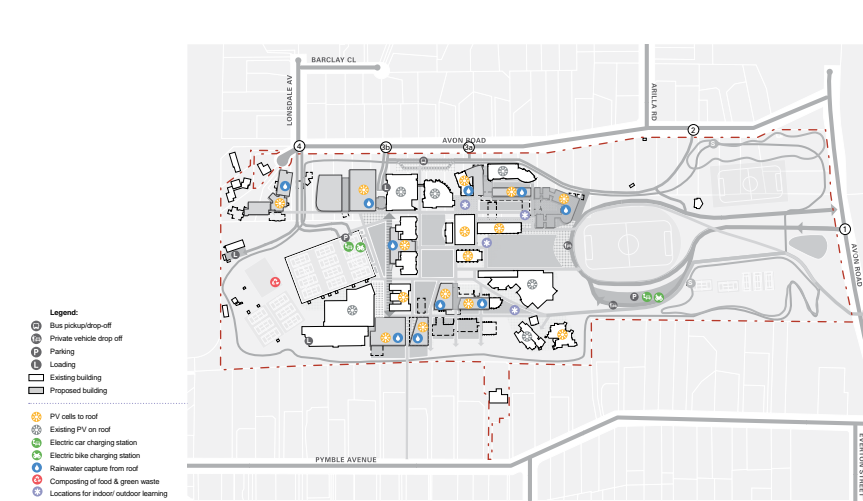 BARCLAY CL
LONSDALE AV
ARILLA RD
AVON ROAD
2
4
3b
3a
1
AVON ROAD
P
L
L
P
L
Legend:
Bus pickup/drop-off
Private vehicle drop off
P Parking
L Loading
Existing building
Proposed building
PV cells to roof
Existing PV on roof
Electric car charging station
Electric bike charging station
Rainwater capture from roof
Composting of food & green waste
Locations for indoor/ outdoor learning
PYMBLE AVENUE
EVERTON STREET